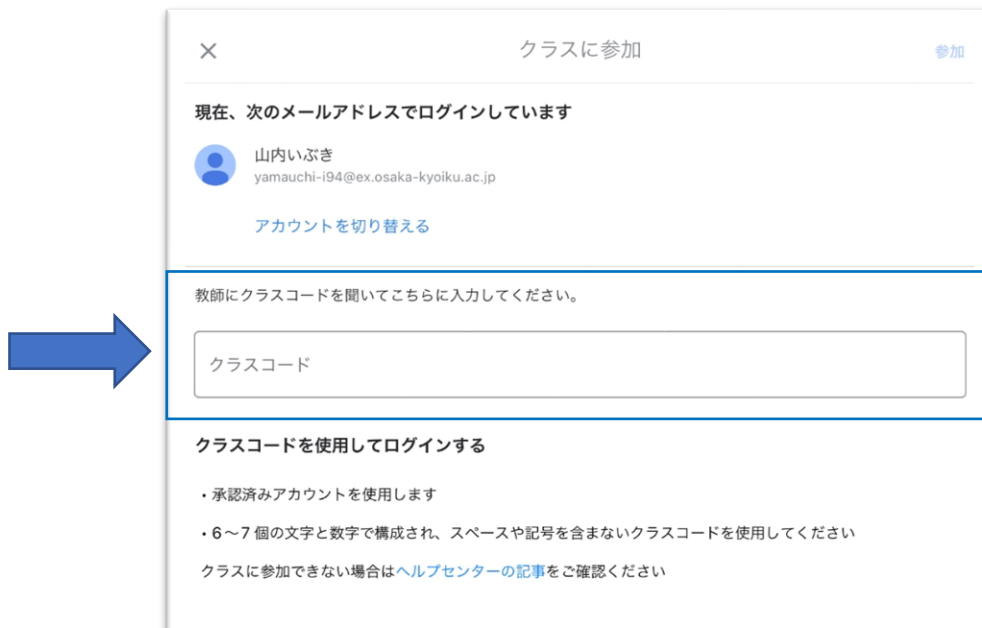 クラスに参加
参加
現在、次のメールアドレスでログインしています
山内いぶき
yamauchi-i94@ex.osaka-kyoiku.ac.jp
アカウントを切り替える
教師にクラスコードを聞いてこちらに入力してください。
クラスコード
クラスコードを使用してログインする
・承認済みアカウントを使用します
・6〜7 個の文字と数字で構成され、スペースや記号を含まないクラスコードを使用してください
クラスに参加できない場合はヘルプセンターの記事をご確認ください